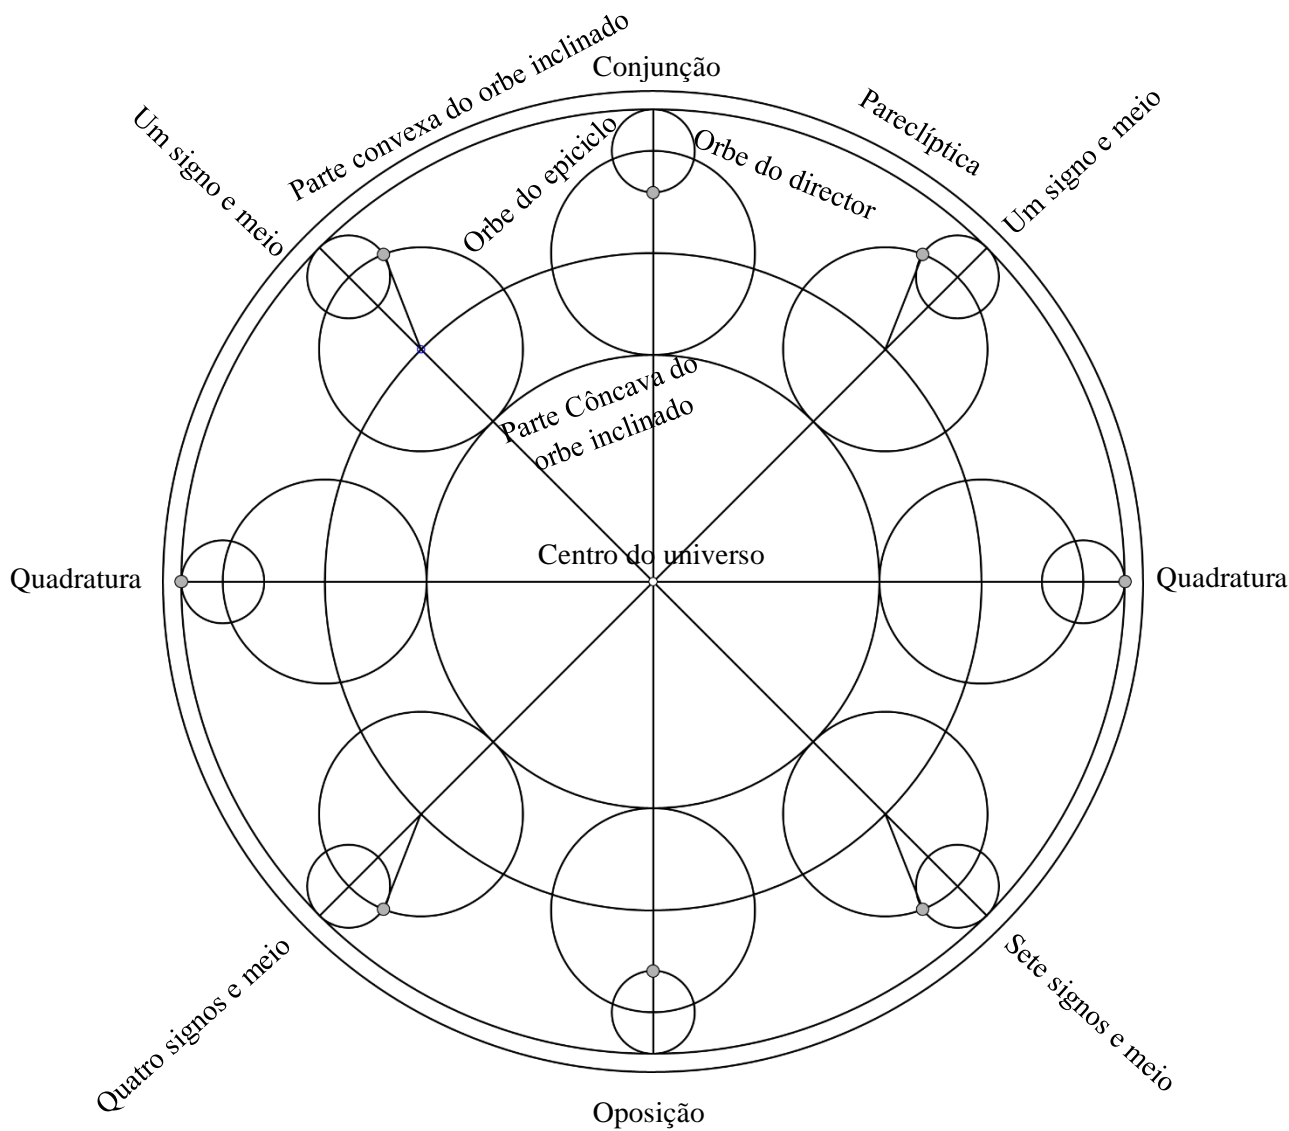 Parte convexa do orbe inclinado
Conjunção
Pareclíptica
Um signo e meio
Um signo e meio
Orbe do epiciclo
Orbe do director
Parte Côncava do
orbe inclinado
Centro do universo
Quadratura
Quadratura
Quatro signos e meio
Sete signos e meio
Oposição